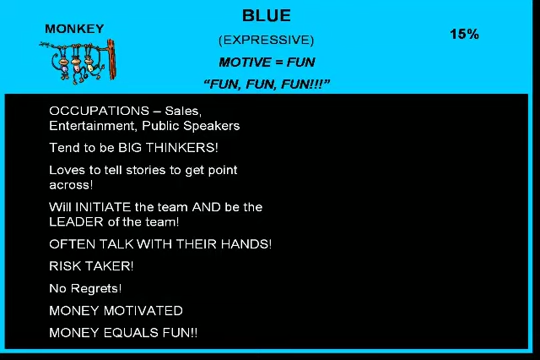 BLUE
MONKEY
15%
(EXPRESSIVE)
MOTIVE = FUN
“FUN, FUN, FUN!!!”
OCCUPATIONS – Sales,
Entertainment, Public Speakers
Tend to be BIG THINKERS!
Loves to tell stories to get point
across!
Will INITIATE the team AND be the
LEADER of the team!
OFTEN TALK WITH THEIR HANDS!
RISK TAKER!
No Regrets!
MONEY MOTIVATED
MONEY EQUALS FUN!!